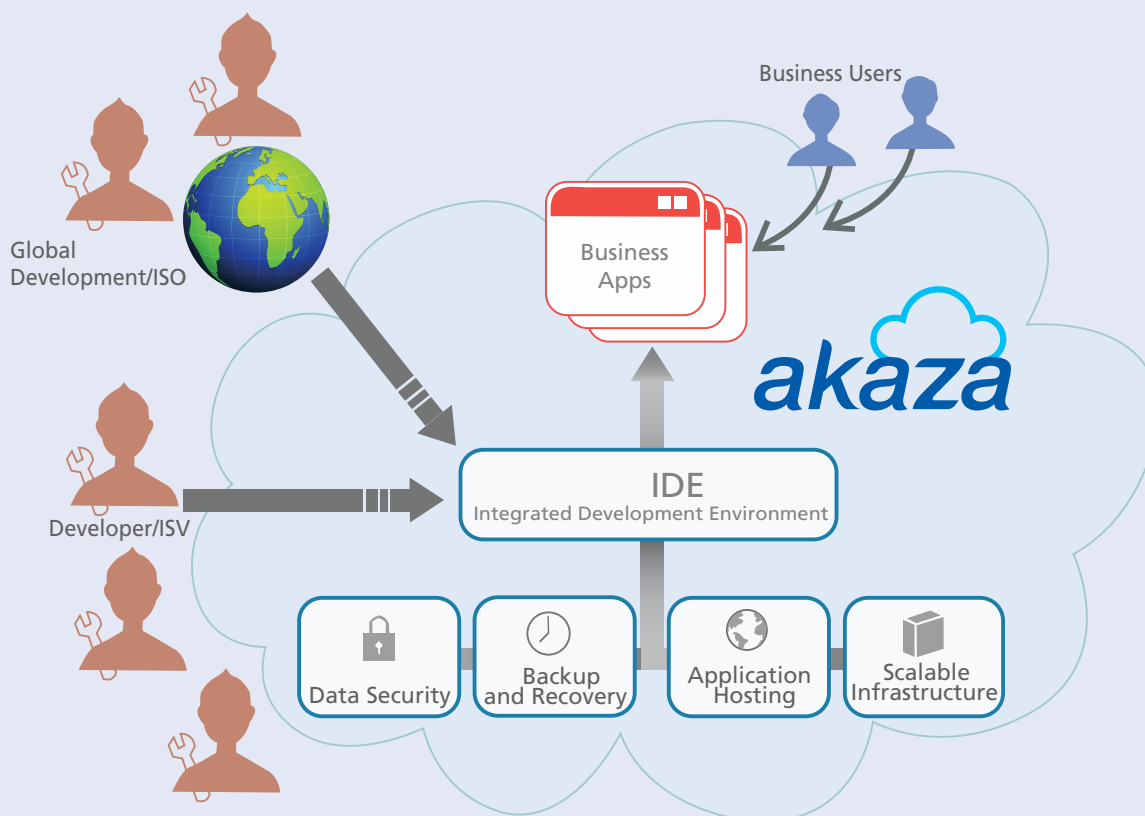 Business Users
Global
Development/ISO
Business
Apps
akaza
IDE
Integrated Development Environment
Developer/ISV
Data Security
Backup
and Recovery
Application
Hosting
Scalable
Infrastructure